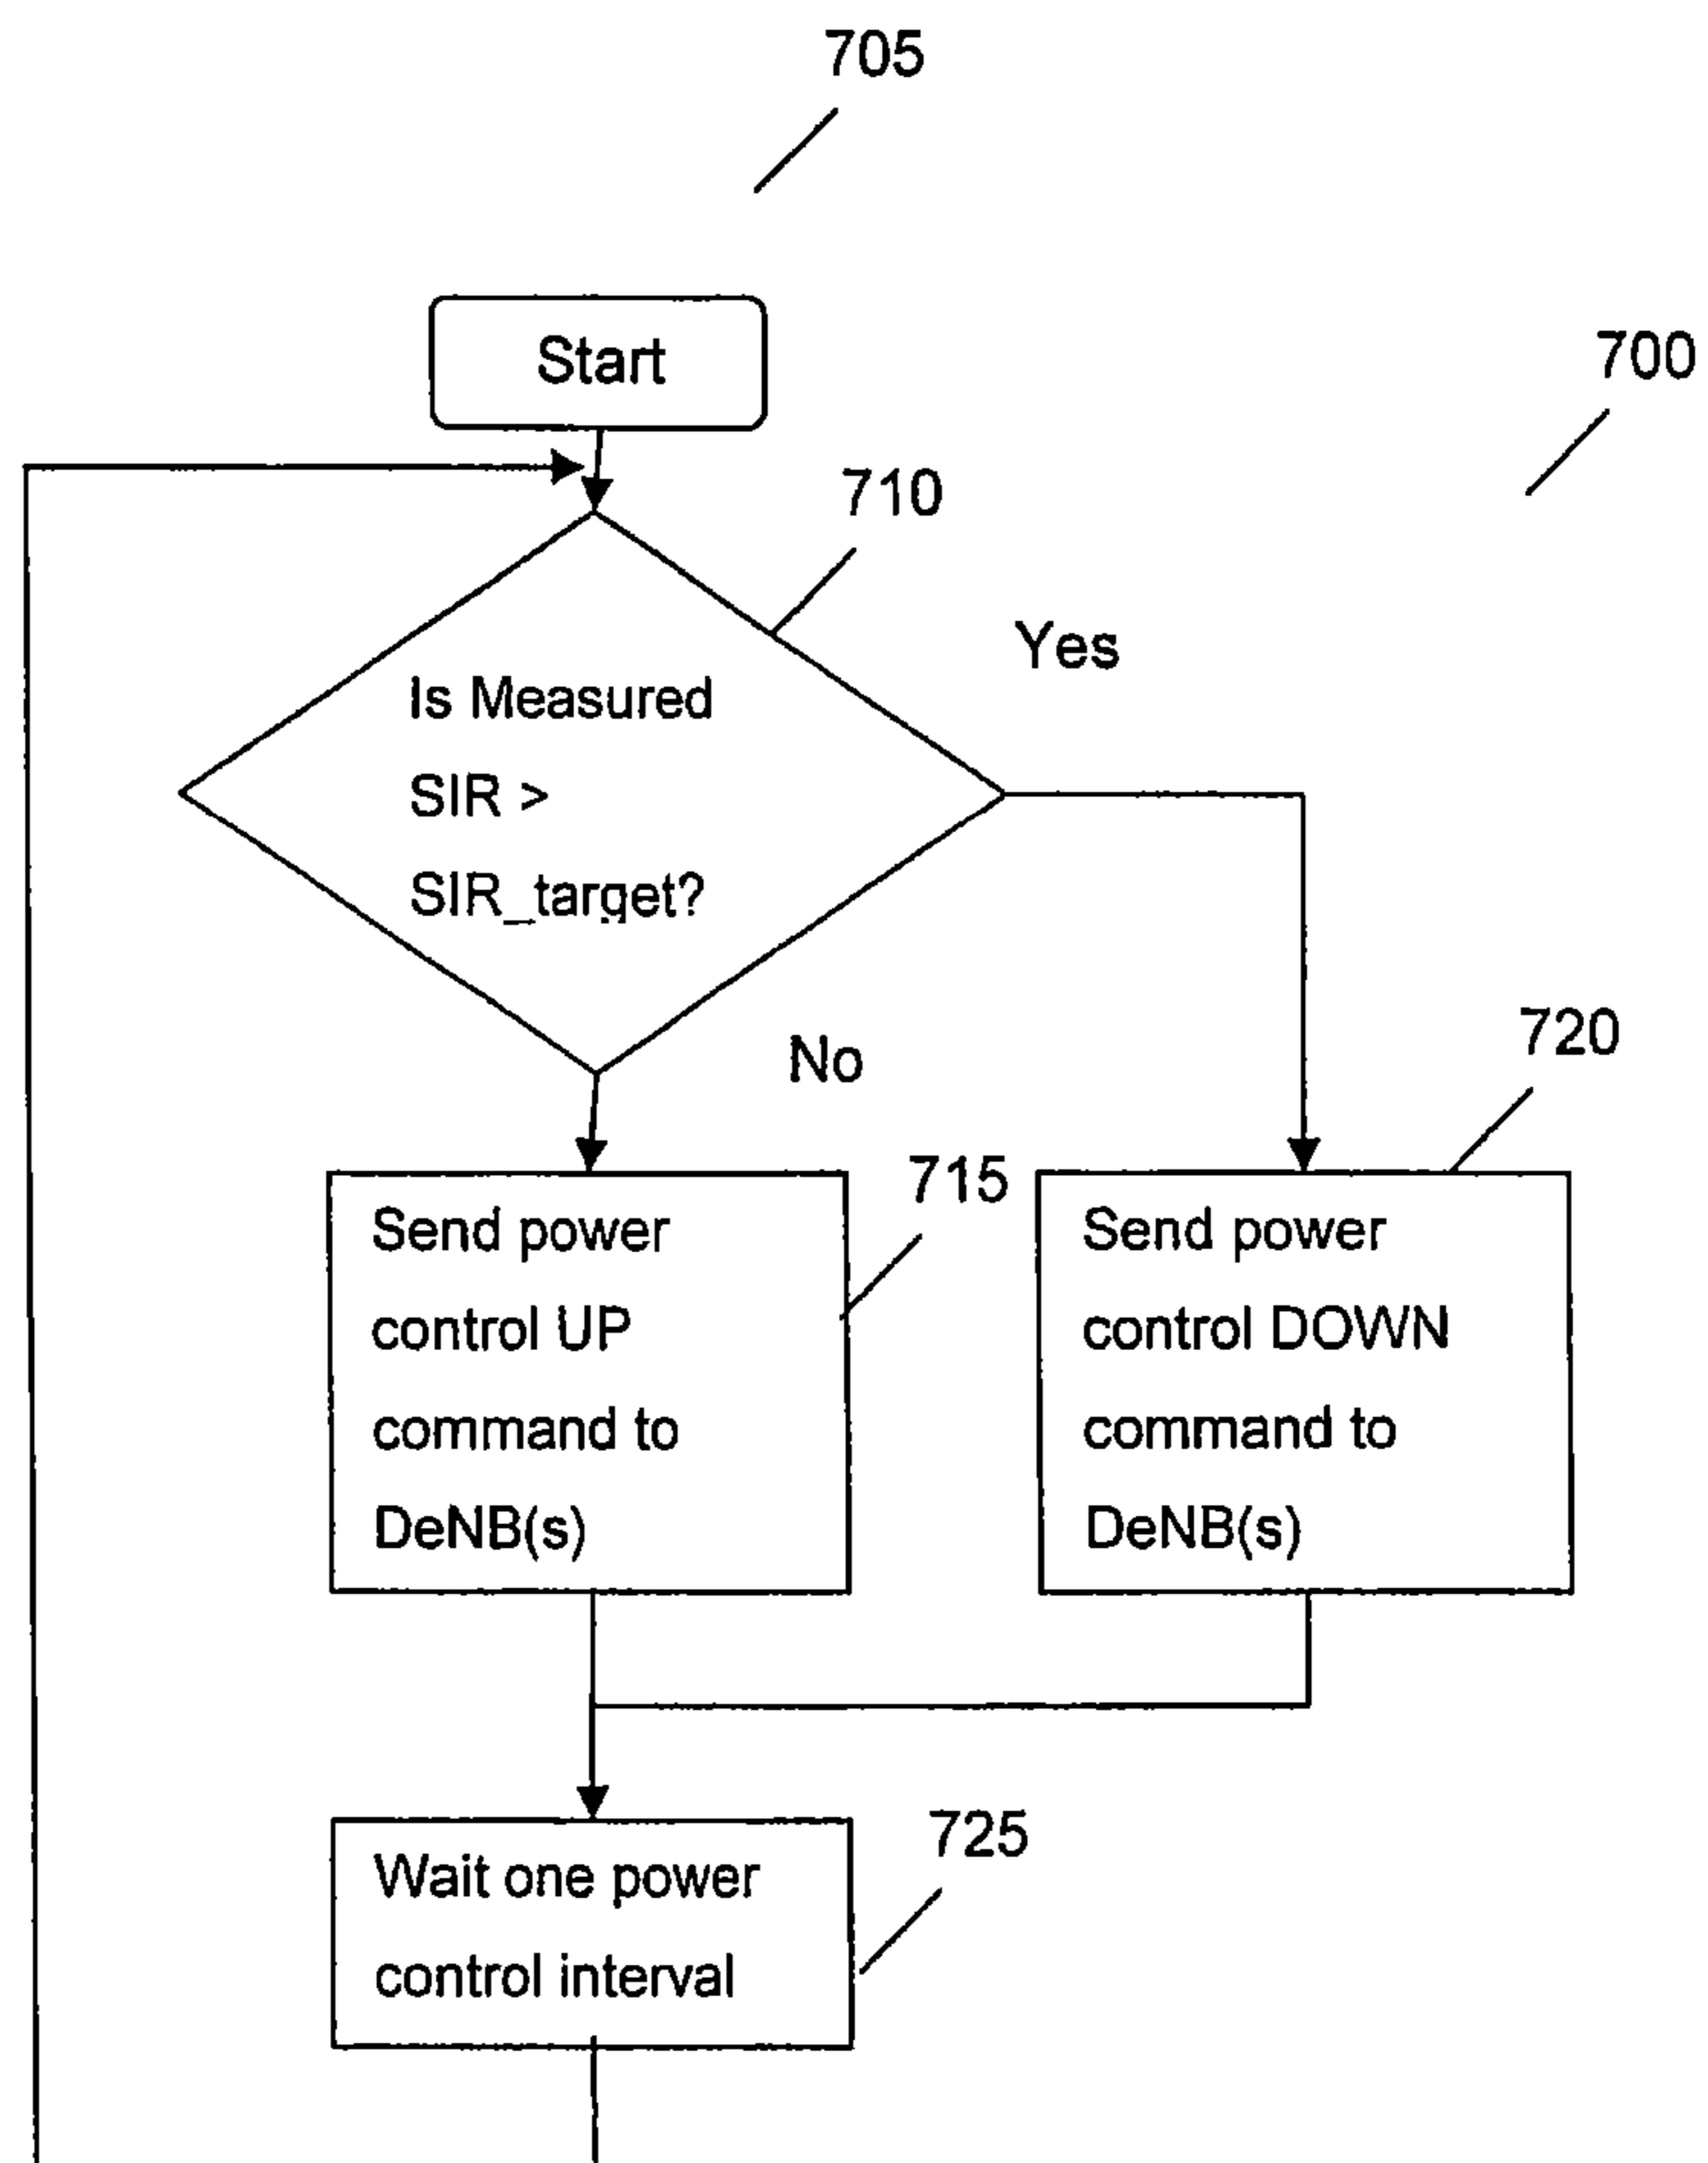 705
Start
700
710
Yes
Is Measured
SIR >
SIR_target?
No
720
715
Send power
control UP
command to
DeNB(s)
Send power
control DOWN
command to
DeNB(s)
725
Wait one power
control interval